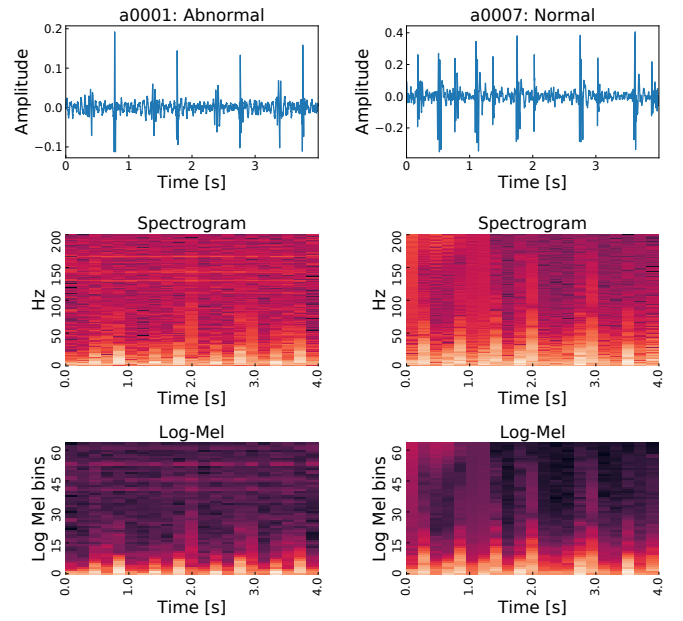 a0001: Abnormal
a0007: Normal
Amplitude
0.2
0.1
0.0
−0.1
0 1 2 3
Time [s]
Amplitude
0.4
0.2
0.0
−0.2
0 1 2 3
Time [s]
Spectrogram
Spectrogram
Hz
200
150
100
50
0
0.0 1.0 2.0 3.0 4.0
Time [s]
Hz
200
150
100
50
0
0.0 1.0 2.0 3.0 4.0
Time [s]
Log-Mel
Log-Mel
Log Mel bins
60
45
30
15
0
0.0 1.0 2.0 3.0 4.0
Time [s]
Log Mel bins
60
45
30
15
0
0.0 1.0 2.0 3.0 4.0
Time [s]